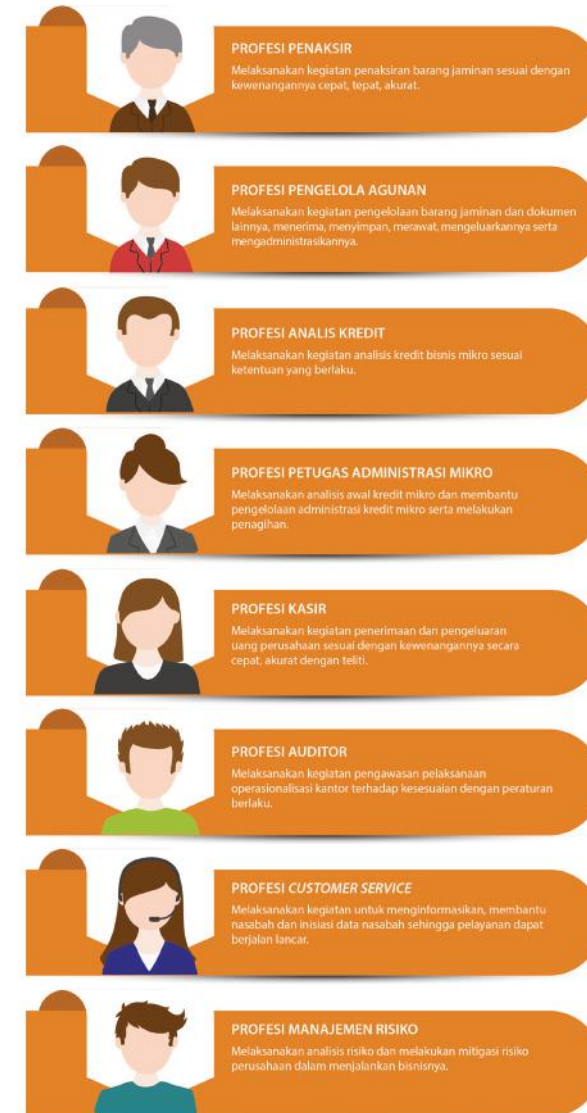 PROFESI PENAKSIR
Melaksanakan kegiatan penaksiran barang jaminan sesuai dengan
kewenangannya cepat, tepat, akurat.
PROFESI PENGELOLA AGUNAN
Melaksanakan kegiatan pengelolaan barang jaminan dan dokumen
lainnya, menerima, menyimpan, merawat, mengeluarkannya serta
mengadministrasikannya.
PROFESI ANALIS KREDIT
Melaksanakan kegiatan analisis kredit bisnis mikro sesuai
ketentuan yang berlaku.
PROFESI PETUGAS ADMINISTRASI MIKRO
Melaksanakan analisis awal kredit mikro dan membantu
pengelolaan administrasi kredit mikro serta melakukan
penagihan.
PROFESI KASIR
Melaksanakan kegiatan penerimaan dan pengeluaran
uang perusahaan sesuai dengan kewenangannya secara
cepat, akurat dengan teliti.
PROFESI AUDITOR
Melaksanakan kegiatan pengawasan pelaksanaan
operasionalisasi kantor terhadap kesesuaian dengan peraturan
berlaku.
PROFESI CUSTOMER SERVICE
Melaksanakan kegiatan untuk menginformasikan, membantu
nasabah dan inisiasi data nasabah sehingga pelayanan dapat
berjalan lancar.
PROFESI MANAJEMEN RISIKO
Melaksanakan analisis risiko dan melakukan mitigasi risiko
perusahaan dalam menjalankan bisnisnya.